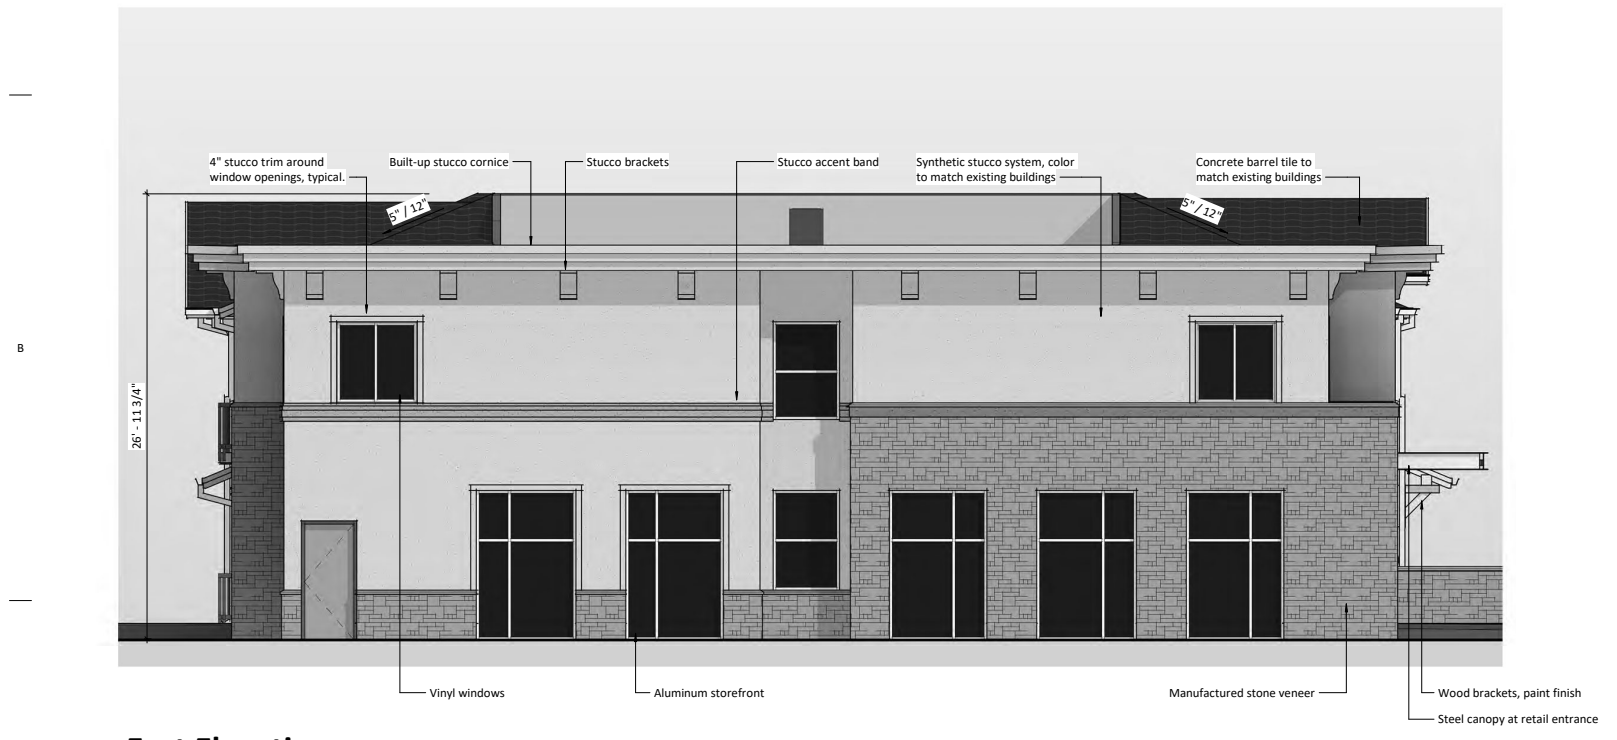 4" stucco trim around
window openings, typical.
Built-up stucco cornice
Stucco brackets
Stucco accent band
Synthetic stucco system, color
to match existing buildings
Concrete barrel tile to
match existing buildings
5" / 12"
5" / 12"
B
26' - 11 3/4"
Vinyl windows
Aluminum storefront
Manufactured stone veneer
Wood brackets, paint finish
Steel canopy at retail entrance